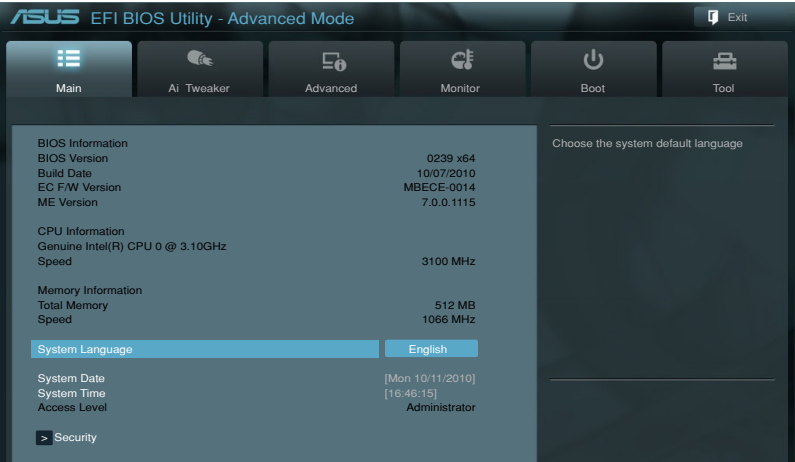 ASUS EFI BIOS Utility - Advanced Mode
Exit
Main
Ai Tweaker
Advanced
Monitor
Boot
Tool
BIOS Information
BIOS Version 0239 x64
Build Date 10/07/2010
EC F/W Version MBECE-0014
ME Version 7.0.0.1115
CPU Information
Genuine Intel(R) CPU 0 @ 3.10GHz
Speed 3100 MHz
Memory Information
Total Memory 512 MB
Speed 1066 MHz
System Language English
System Date [Mon 10/11/2010]
System Time [16:46:15]
Access Level Administrator
> Security
Choose the system default language